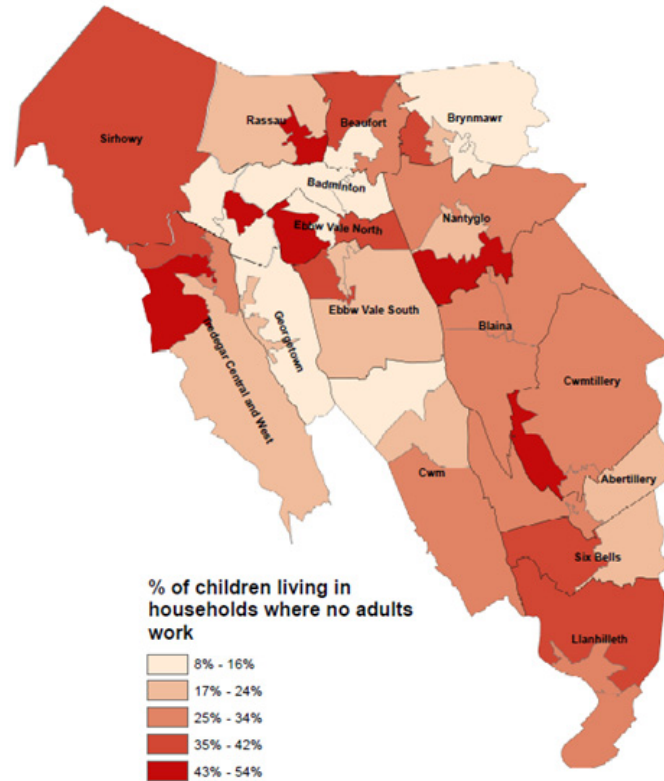 Sirhowy
Rassau
Beaufort
Brynmawr
Badminton
Nantyglo
Ebbw Vale North
Ebbw Vale South
Georgetown
Blaina
Tredegar Central and West
Cwmtillery
Cwm
Abertillery
Six Bells
Llanhilleth
% of children living in
households where no adults
work
8% - 16%
17% - 24%
25% - 34%
35% - 42%
43% - 54%